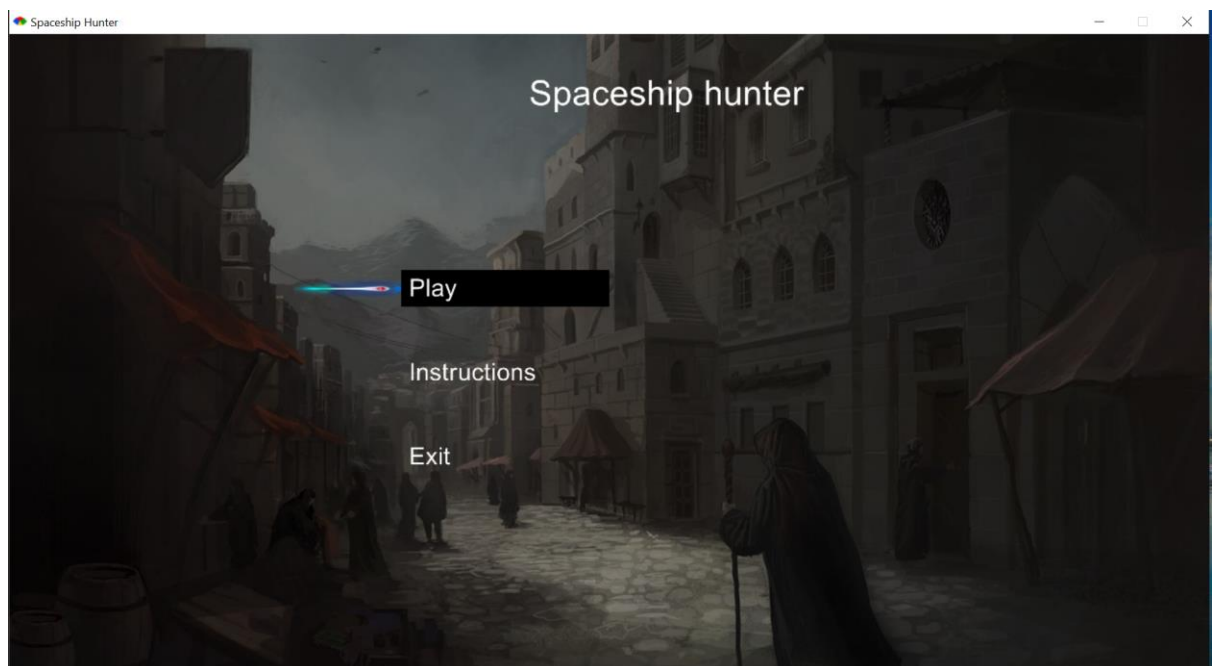 Spaceship Hunter
Spaceship hunter
Play
Instructions
Exit